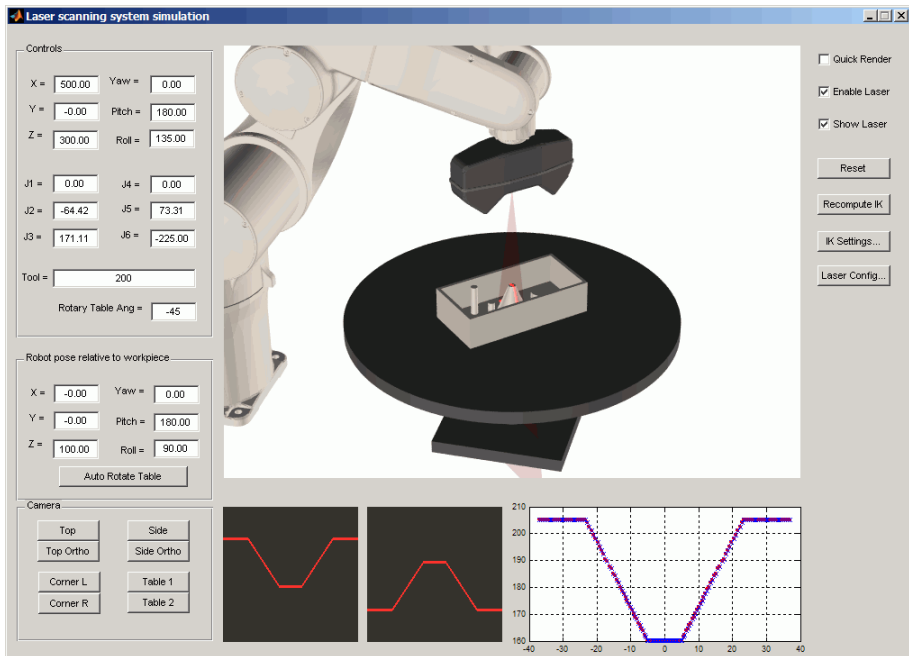 Laser scanning system simulation
Controls
X = 500.00 Yaw = 0.00
Y = -0.00 Pitch = 180.00
Z = 300.00 Roll = 135.00
J1 = 0.00 J4 = 0.00
J2 = -64.42 J5 = 73.31
J3 = 171.11 J6 = -225.00
Tool = 200
Rotary Table Ang = -45
Robot pose relative to workpiece
X = -0.00 Yaw = 0.00
Y = -0.00 Pitch = 180.00
Z = 100.00 Roll = 90.00
Auto Rotate Table
Camera
Top Side
Top Ortho Side Ortho
Corner L Table 1
Corner R Table 2
Quick Render
Enable Laser
Show Laser
Reset
Recompute IK
IK Settings...
Laser Config...
210
200
190
180
170
160
-40 -30 -20 -10 0 10 20 30 40